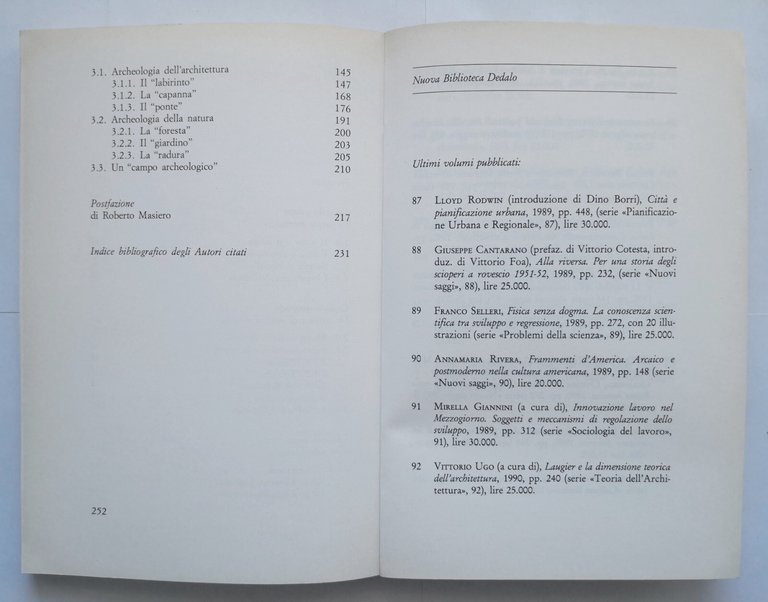 3.1. Archeologia dell'architettura 145
3.1.1. Il "labirinto" 147
3.1.2. La "capanna" 168
3.1.3. Il "ponte" 176
3.2. Archeologia della natura 191
3.2.1. La "foresta" 200
3.2.2. Il "giardino" 203
3.2.3. La "radura" 205
3.3. Un "campo archeologico" 210
Postfazione
di Roberto Masiero 217
Indice bibliografico degli Autori citati 231
252
Nuova Biblioteca Dedalo
Ultimi volumi pubblicati:
87 LLOYD RODWIN (introduzione di Dino Borri), Città e
pianificazione urbana, 1989, pp. 448, (serie «Pianificazio-
ne Urbana e Regionale», 87), lire 30.000.
88 GIUSEPPE CANTARANO (prefaz. di Vittorio Cotesta, intro-
duz. di Vittorio Foa), Alla riversa. Per una storia degli
scioperi a rovescio 1951-52, 1989, pp. 232, (serie «Nuovi
saggi», 88), lire 25.000.
89 FRANCO SELLERI, Fisica senza dogma. La conoscenza scien-
tifica tra sviluppo e regressione, 1989, pp. 272, con 20 illu-
strazioni (serie «Problemi della scienza», 89), lire 25.000.
90 ANNAMARIA RIVERA, Frammenti d'America. Arcaico e
postmoderno nella cultura americana, 1989, pp. 148 (serie
«Nuovi saggi», 90), lire 20.000.
91 MIRELLA GIANNINI (a cura di), Innovazione lavoro nel
Mezzogiorno. Soggetti e meccanismi di regolazione dello
sviluppo, 1989, pp. 312 (serie «Sociologia del lavoro»,
91), lire 30.000.
92 VITTORIO UGO (a cura di), Laugier e la dimensione teorica
dell'architettura, 1990, pp. 240 (serie «Teoria dell'Archi-
tettura», 92), lire 25.000.